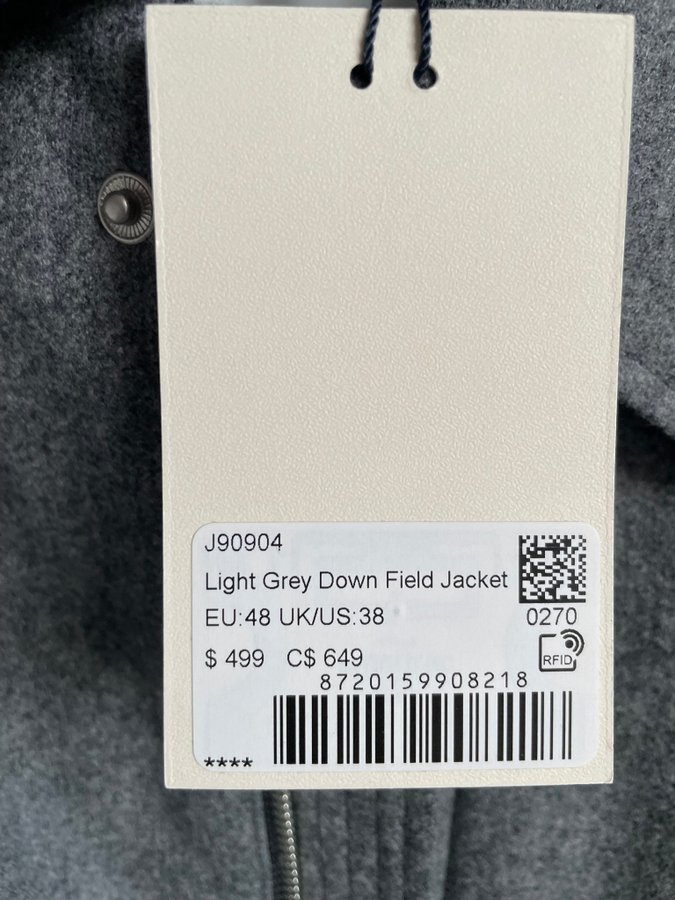 J90904
Light Grey Down Field Jacket
EU:48 UK/US:38
0270
$ 499 C$ 649
RFID
8720159908218
****